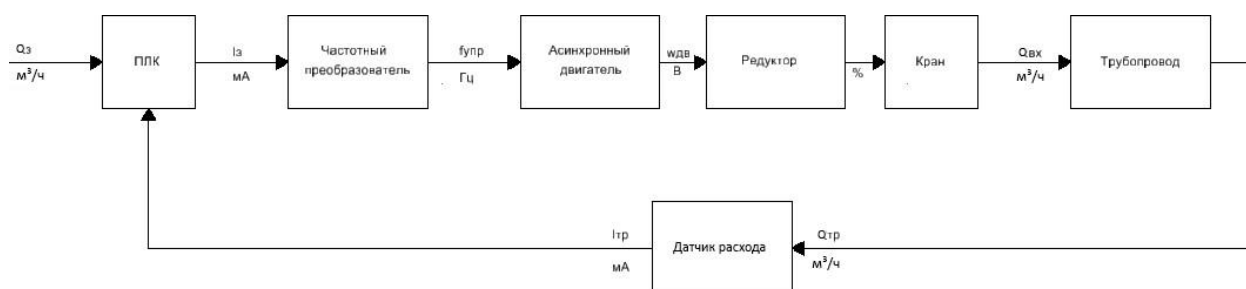 Qз
м³/ч
ПЛК
Iз
мА
Частотный
преобразователь
fупр
Гц
Асинхронный
двигатель
wдв
В
Редуктор
%
Кран
Qвх
м³/ч
Трубопровод
Iтр
мА
Датчик расхода
Qтр
м³/ч